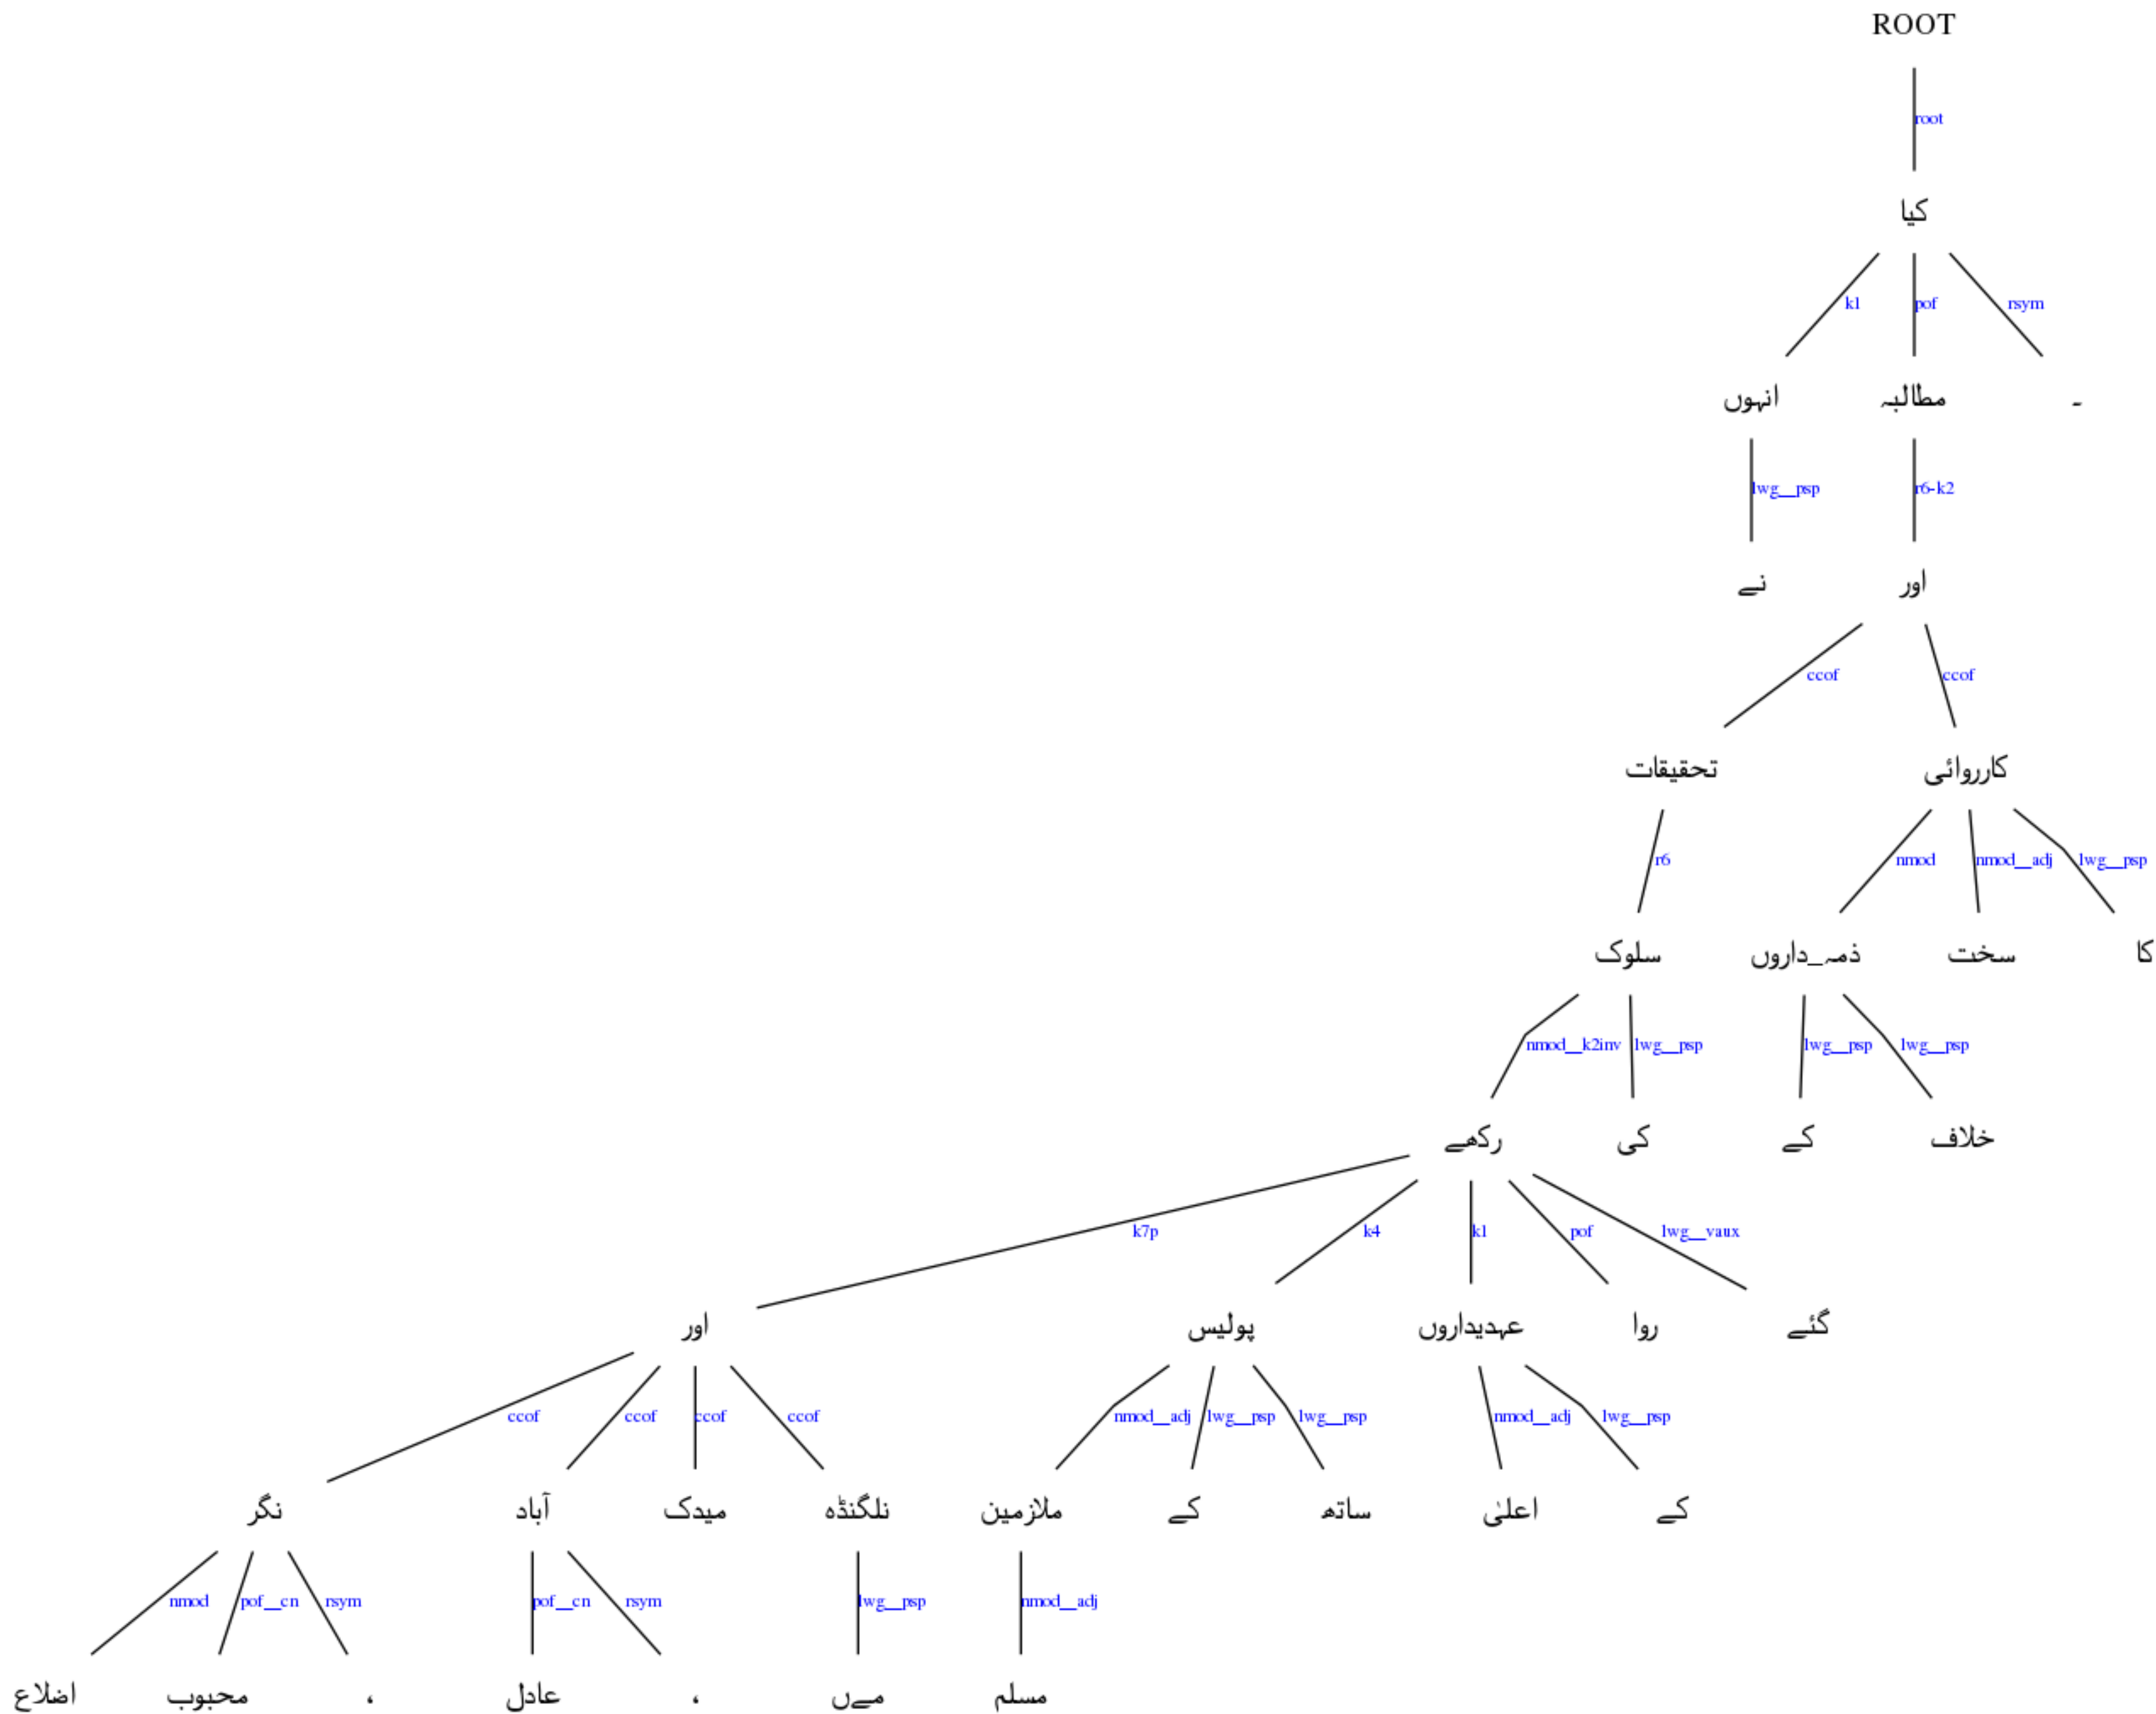 ROOT
root
کیا
k1 pof rsym
انہوں مطالبہ ۔
lwg__psp r6-k2
نے اور
ccof ccof
تحقیقات کارروائی
r6 nmod nmod__adj lwg__psp
سلوک ذمہ_داروں سخت کا
nmod__k2inv lwg__psp lwg__psp lwg__psp
رکھے کی کے خلاف
k7p k4 k1 pof lwg__vaux
اور پولیس عہدیداروں روا گئے
ccof ccof ccof ccof nmod__adj lwg__psp lwg__psp nmod__adj lwg__psp
نگر آباد میدک نلگنڈہ ملازمین کے ساتھ اعلیٰ کے
nmod pof__cn rsym pof__cn rsym lwg__psp nmod__adj
اضلاع محبوب ، عادل ، مےں مسلم